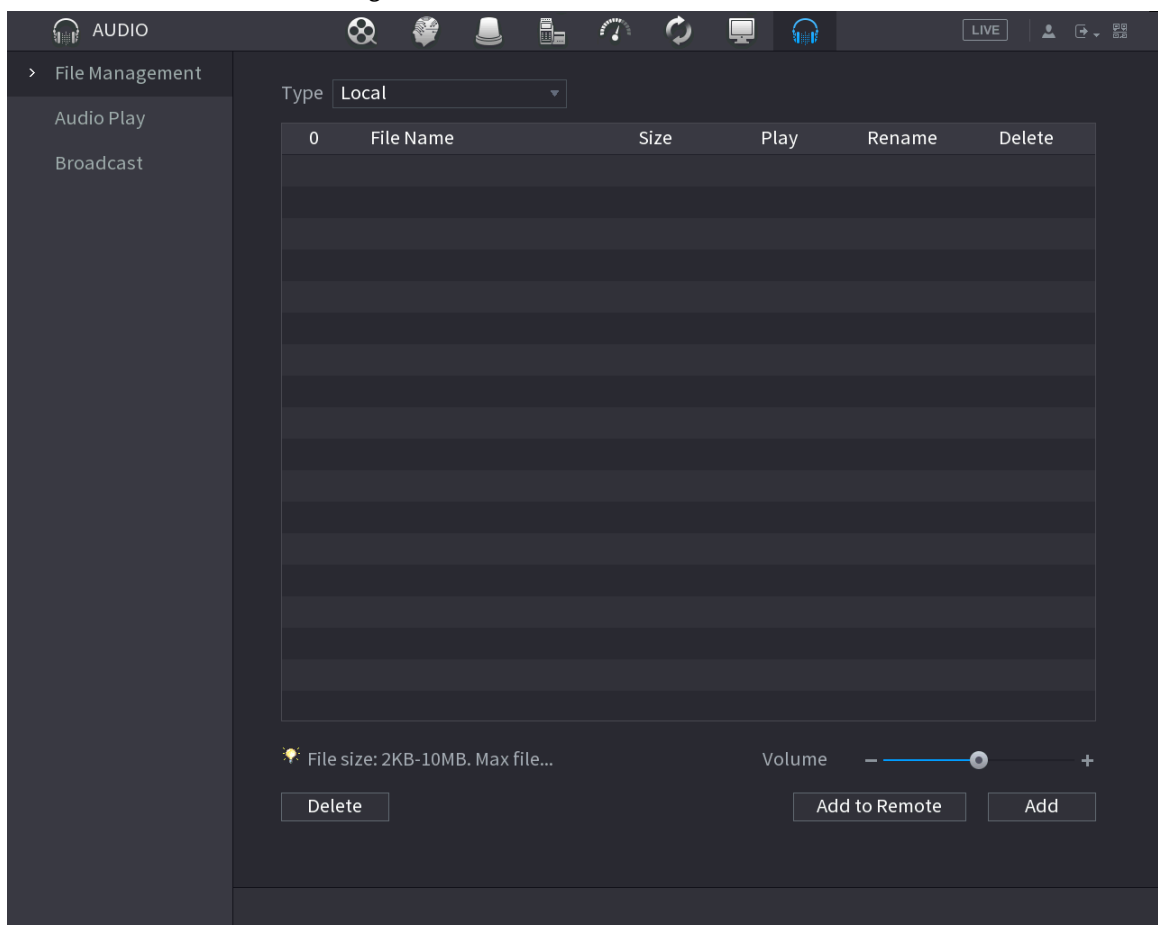 AUDIO
LIVE
File Management
Audio Play
Broadcast
Type Local
0 File Name Size Play Rename Delete
File size: 2KB-10MB. Max file...
Volume
Delete
Add to Remote
Add